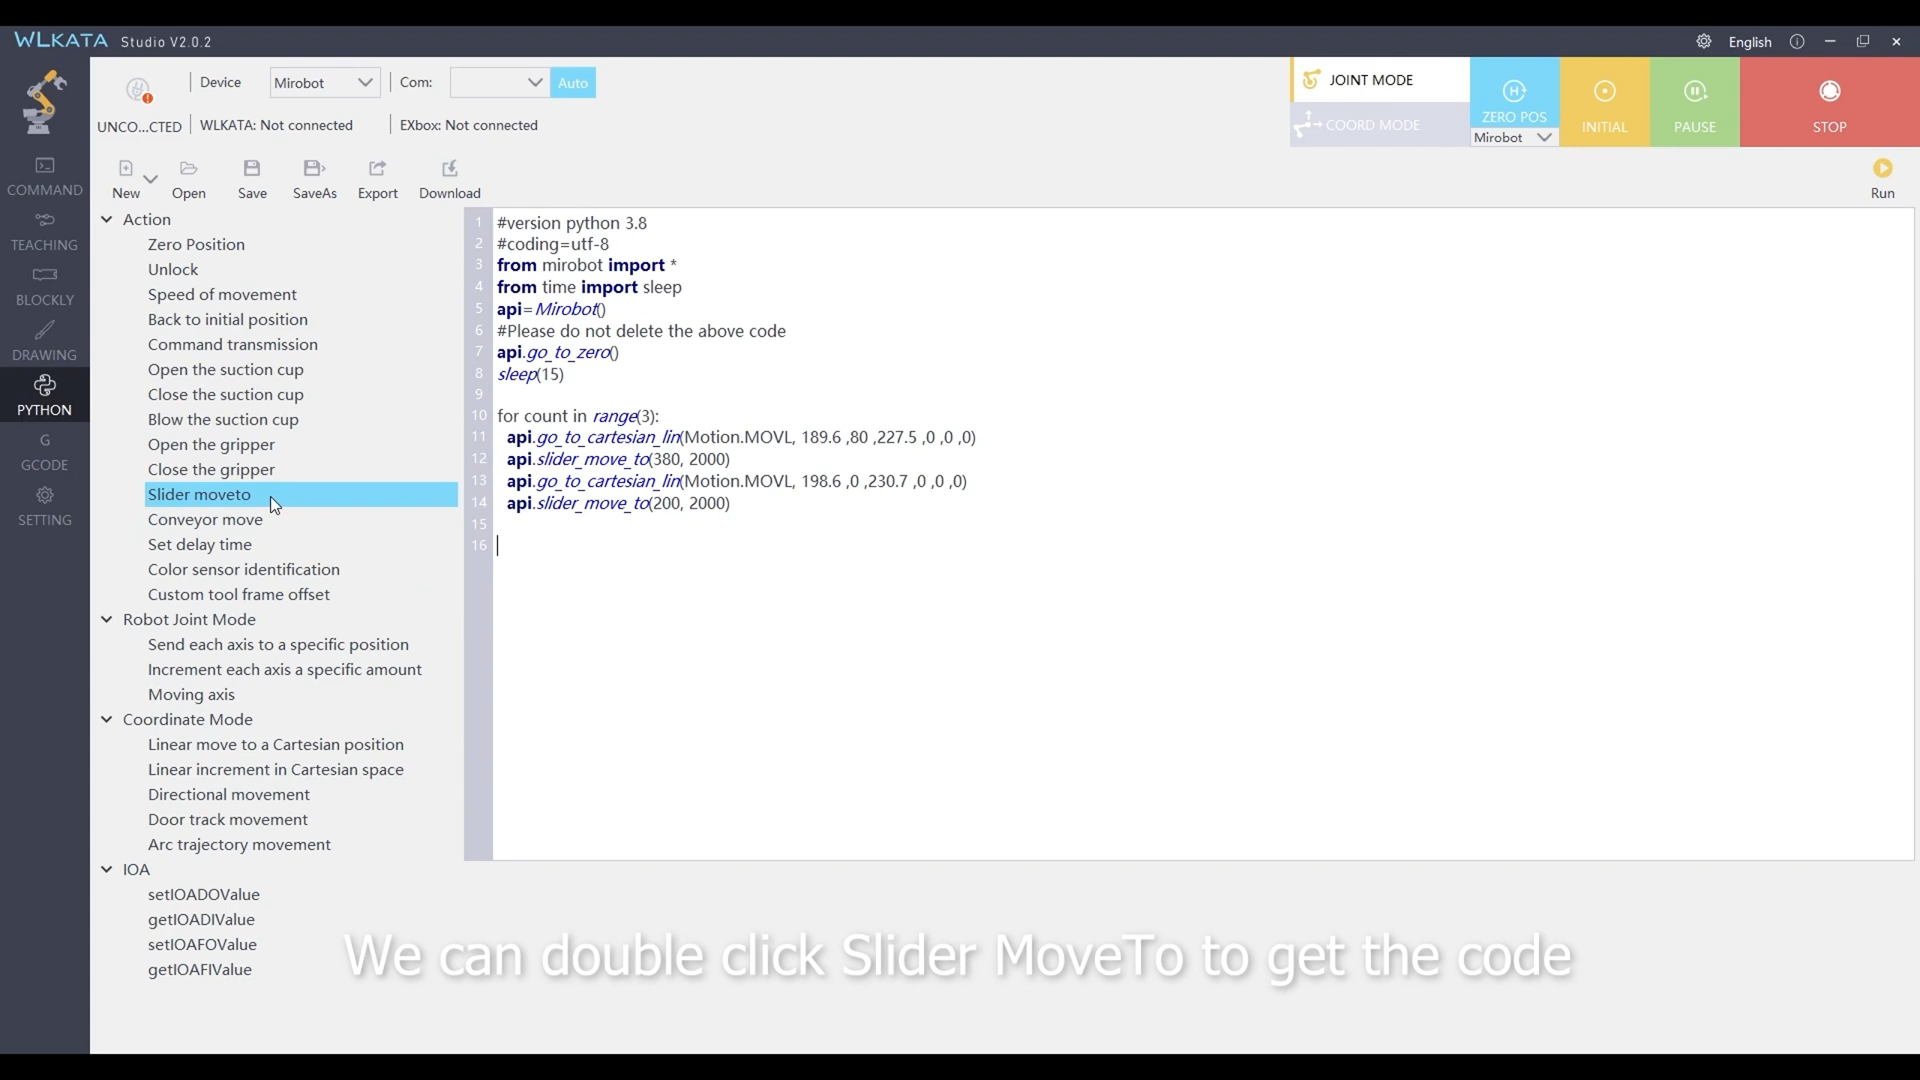 WLKATA Studio V2.0.2
English
Device Mirobot Com: Auto
JOINT MODE
COORD MODE
ZERO POS
Mirobot
INITIAL
PAUSE
STOP
UNCO...CTED WLKATA: Not connected EXbox: Not connected
New Open Save SaveAs Export Download Run
COMMAND
TEACHING
BLOCKLY
DRAWING
PYTHON
G
GCODE
SETTING
Action
Zero Position
Unlock
Speed of movement
Back to initial position
Command transmission
Open the suction cup
Close the suction cup
Blow the suction cup
Open the gripper
Close the gripper
Slider moveto
Conveyor move
Set delay time
Color sensor identification
Custom tool frame offset
Robot Joint Mode
Send each axis to a specific position
Increment each axis a specific amount
Moving axis
Coordinate Mode
Linear move to a Cartesian position
Linear increment in Cartesian space
Directional movement
Door track movement
Arc trajectory movement
IOA
setIOADOValue
getIOADIValue
setIOAFOValue
getIOAFIValue
1 #version python 3.8
2 #coding=utf-8
3 from mirobot import *
4 from time import sleep
5 api=Mirobot()
6 #Please do not delete the above code
7 api.go_to_zero()
8 sleep(15)
9
10 for count in range(3):
11 api.go_to_cartesian_lin(Motion.MOVL, 189.6 ,80 ,227.5 ,0 ,0 ,0)
12 api.slider_move_to(380, 2000)
13 api.go_to_cartesian_lin(Motion.MOVL, 198.6 ,0 ,230.7 ,0 ,0 ,0)
14 api.slider_move_to(200, 2000)
15
16
We can double click Slider MoveTo to get the code